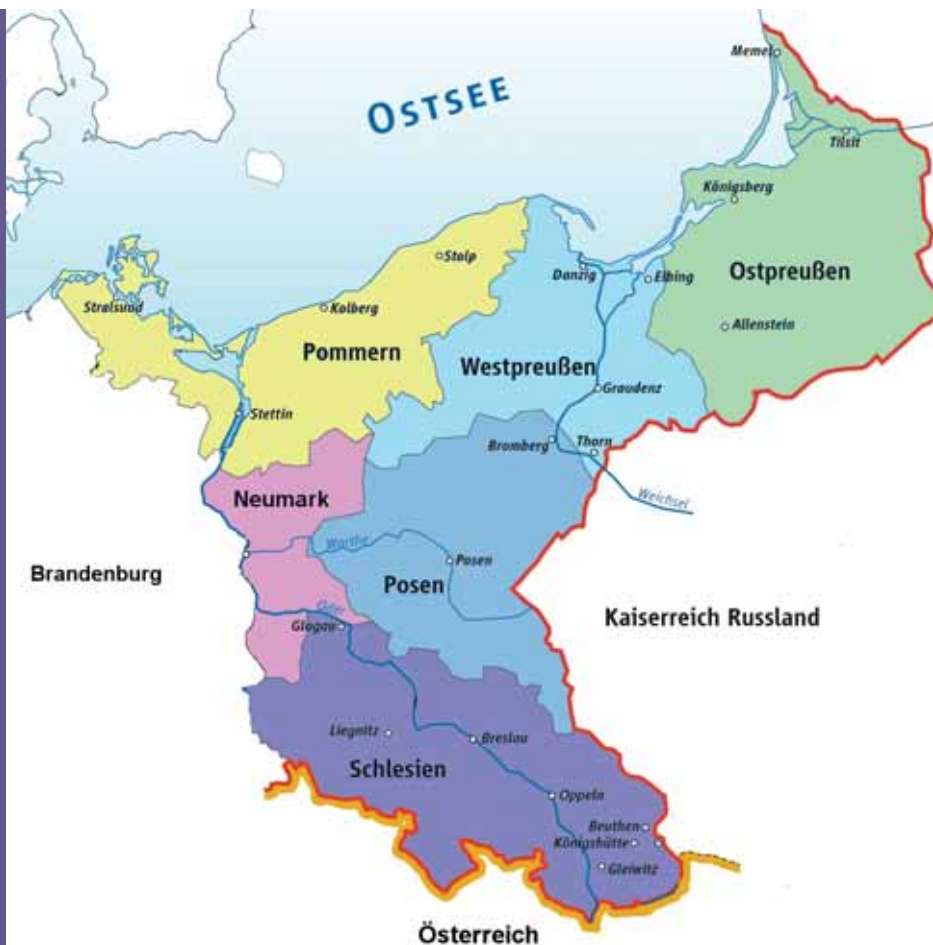 Memel
OSTSEE
Tilsit
Königsberg
Stolp
Danzig
Elbing
Ostpreußen
Stralsund
Kolberg
Allenstein
Pommern
Westpreußen
Graudenz
Stettin
Bromberg
Thorn
Neumark
Weichsel
Warthe
Posen
Brandenburg
Posen
Oder
Kaiserreich Russland
Glogau
Liegnitz
Breslau
Schlesien
Oppeln
Beuthen
Königshütte
Gleiwitz
Österreich